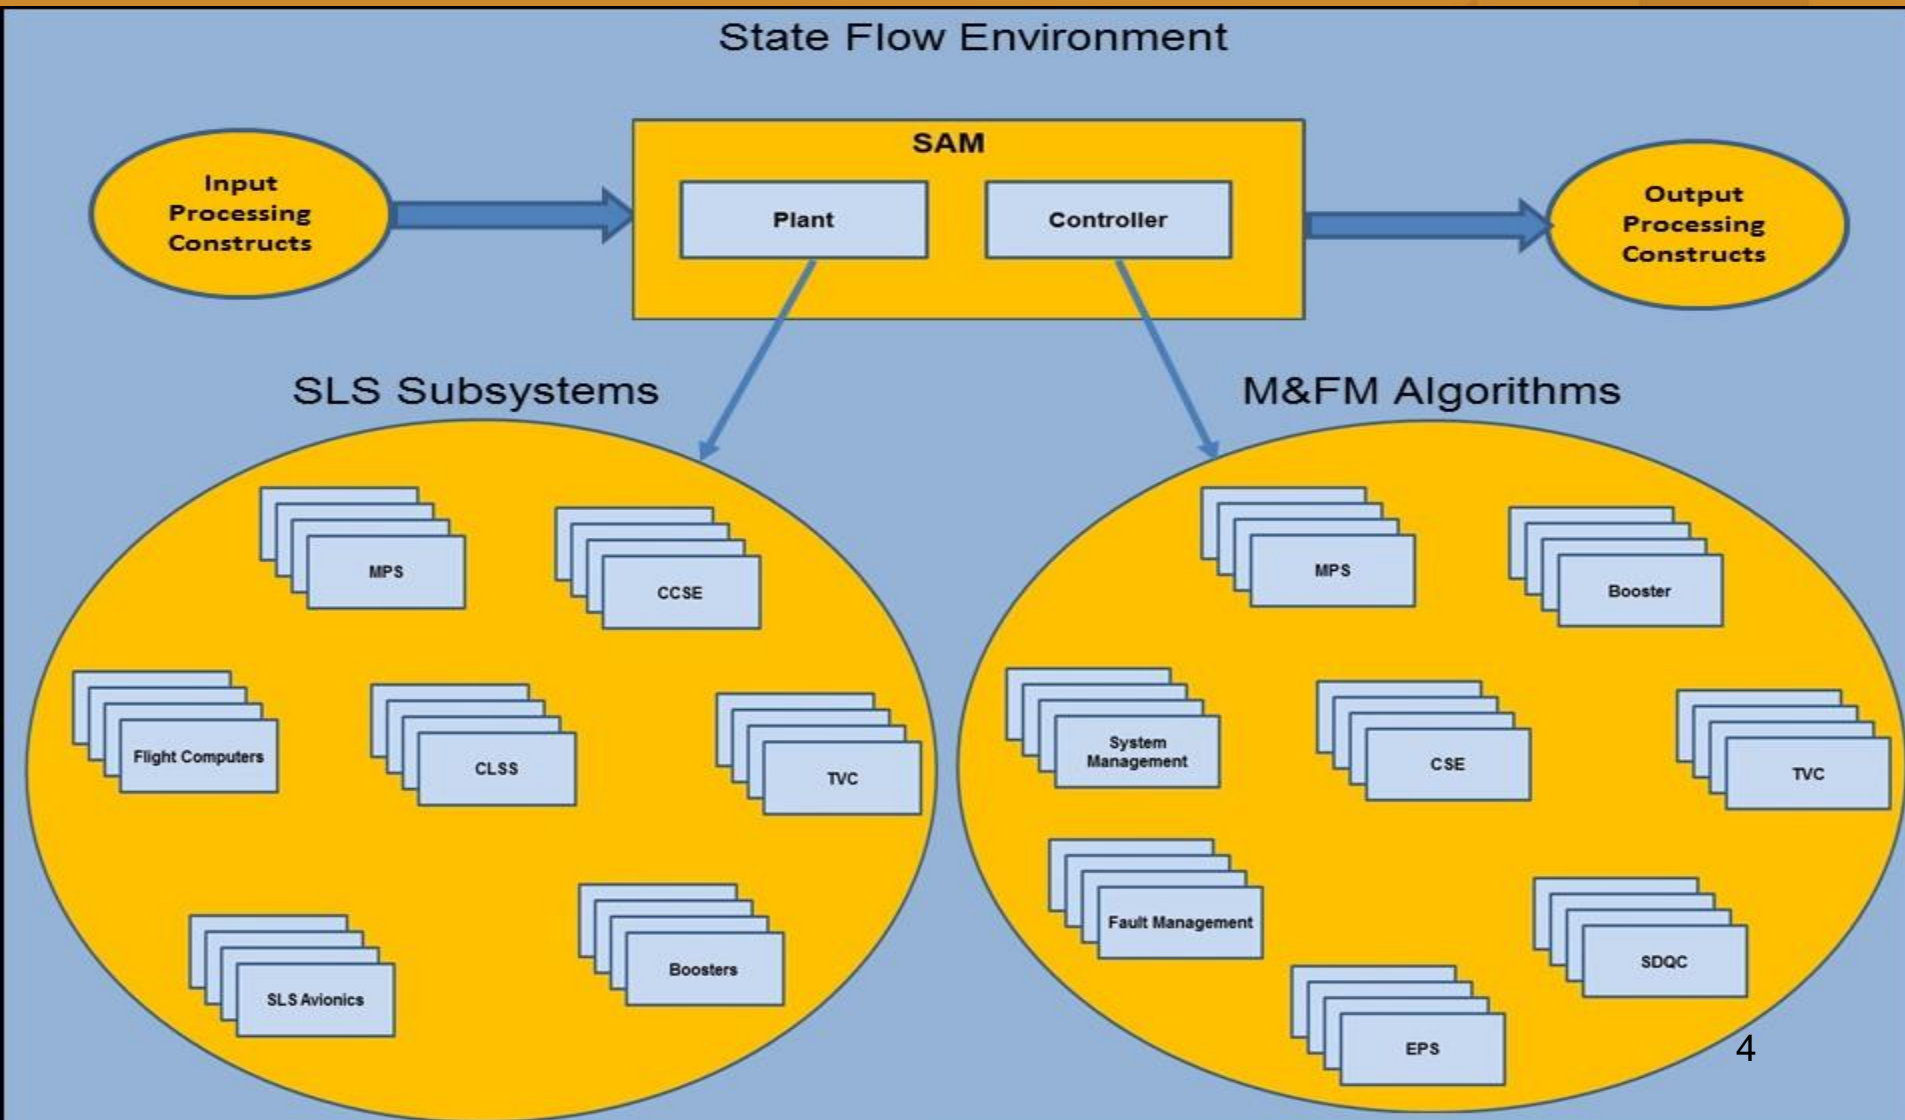 State Flow Environment
Input
Processing
Constructs
SAM
Plant
Controller
Output
Processing
Constructs
SLS Subsystems
M&FM Algorithms
MPS
CCSE
Flight Computers
CLSS
TVC
SLS Avionics
Boosters
MPS
Booster
System
Management
CSE
TVC
Fault Management
SDQC
EPS
4